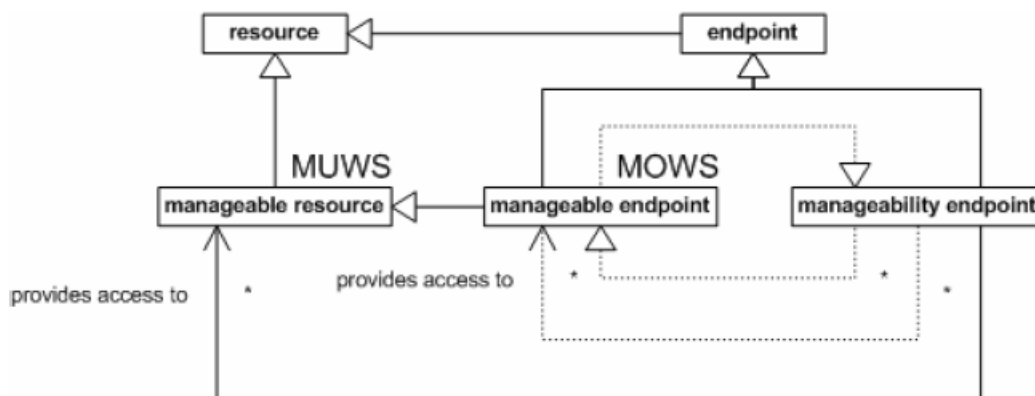 resource
endpoint
MUWS
MOWS
manageable resource
manageable endpoint
manageability endpoint
provides access to
*
provides access to
*
*
*